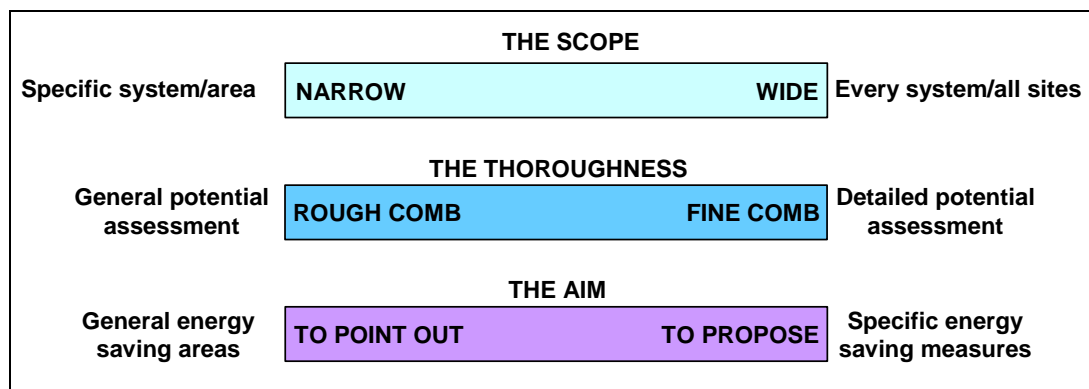 THE SCOPE
Specific system/area
NARROW
WIDE
Every system/all sites
THE THOROUGHNESS
General potential
assessment
ROUGH COMB
FINE COMB
Detailed potential
assessment
THE AIM
General energy
saving areas
TO POINT OUT
TO PROPOSE
Specific energy
saving measures